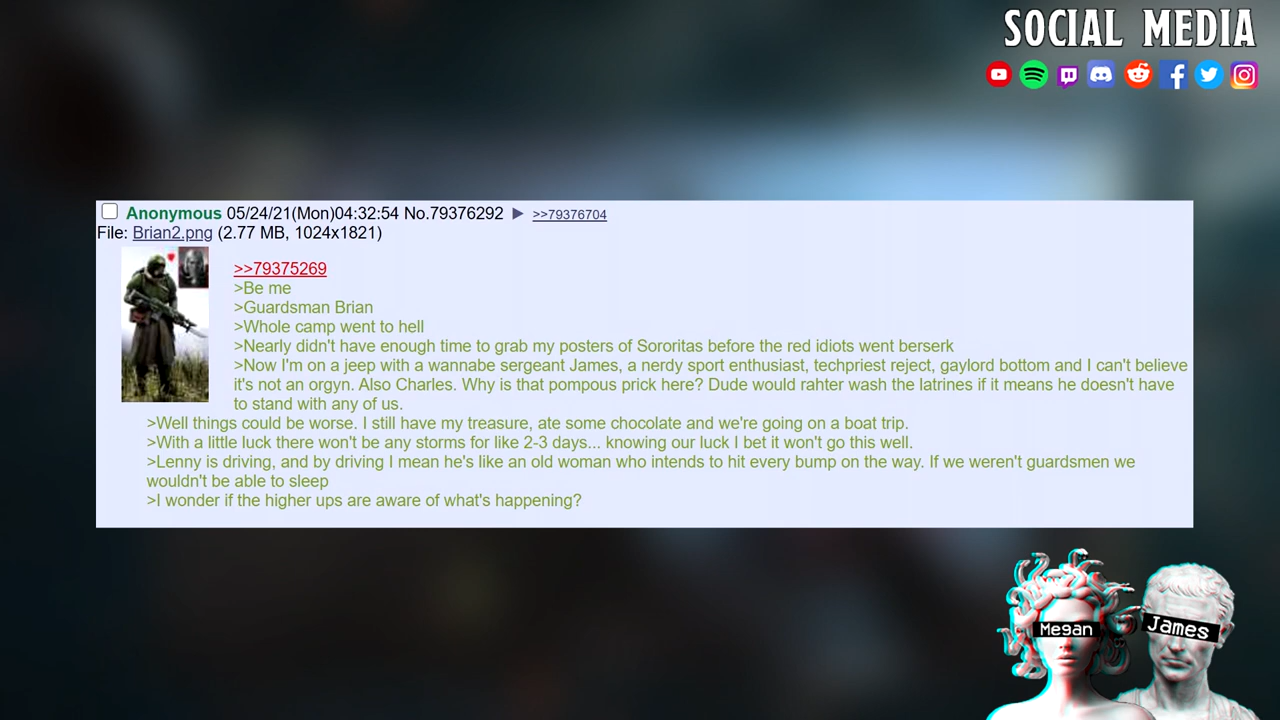 SOCIAL MEDIA
Anonymous 05/24/21(Mon)04:32:54 No.79376292 ▶ >>79376704
File: Brian2.png (2.77 MB, 1024x1821)
>>79375269
>Be me
>Guardsman Brian
>Whole camp went to hell
>Nearly didn't have enough time to grab my posters of Sororitas before the red idiots went berserk
>Now I'm on a jeep with a wannabe sergeant James, a nerdy sport enthusiast, techpriest reject, gaylord bottom and I can't believe
it's not an orgyn. Also Charles. Why is that pompous prick here? Dude would rahter wash the latrines if it means he doesn't have
to stand with any of us.
>Well things could be worse. I still have my treasure, ate some chocolate and we're going on a boat trip.
>With a little luck there won't be any storms for like 2-3 days... knowing our luck I bet it won't go this well.
>Lenny is driving, and by driving I mean he's like an old woman who intends to hit every bump on the way. If we weren't guardsmen we
wouldn't be able to sleep
>I wonder if the higher ups are aware of what's happening?
Megan
James